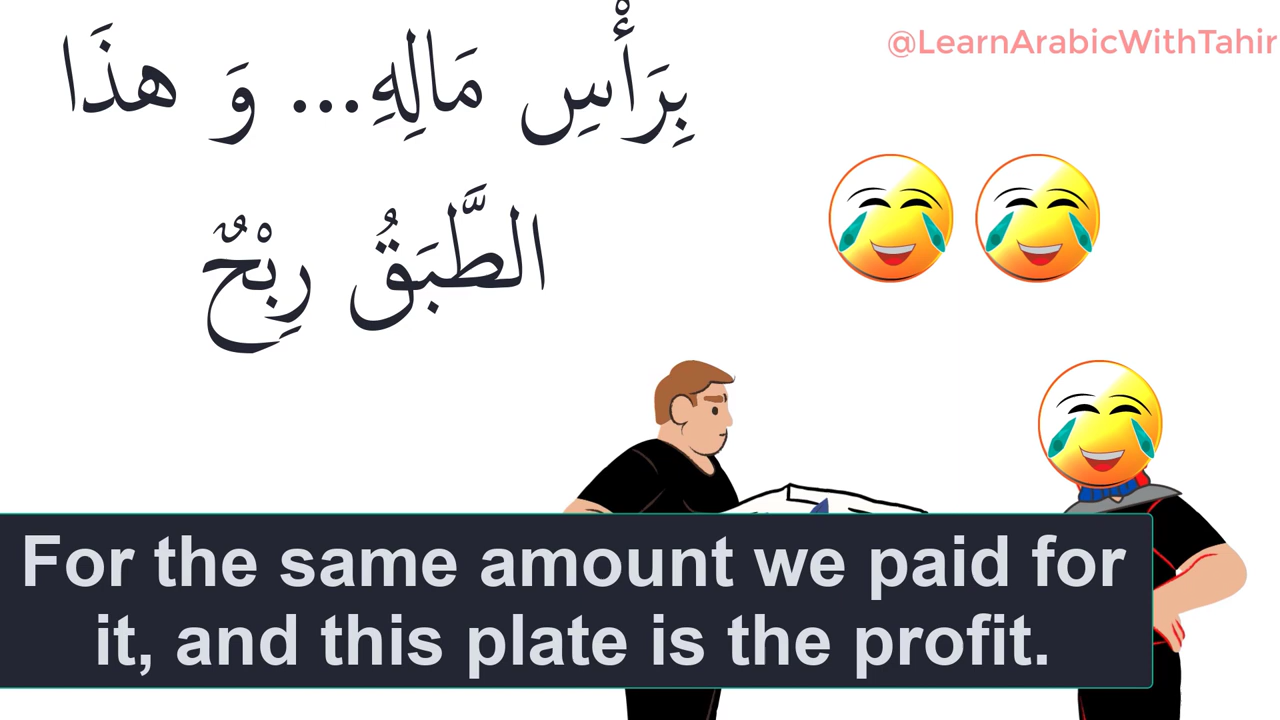 @LearnArabicWithTahir
بِرَأْسِ مَالِهِ... وَ هذَا
الطَّبَقُ رِبْحٌ
For the same amount we paid for
it, and this plate is the profit.